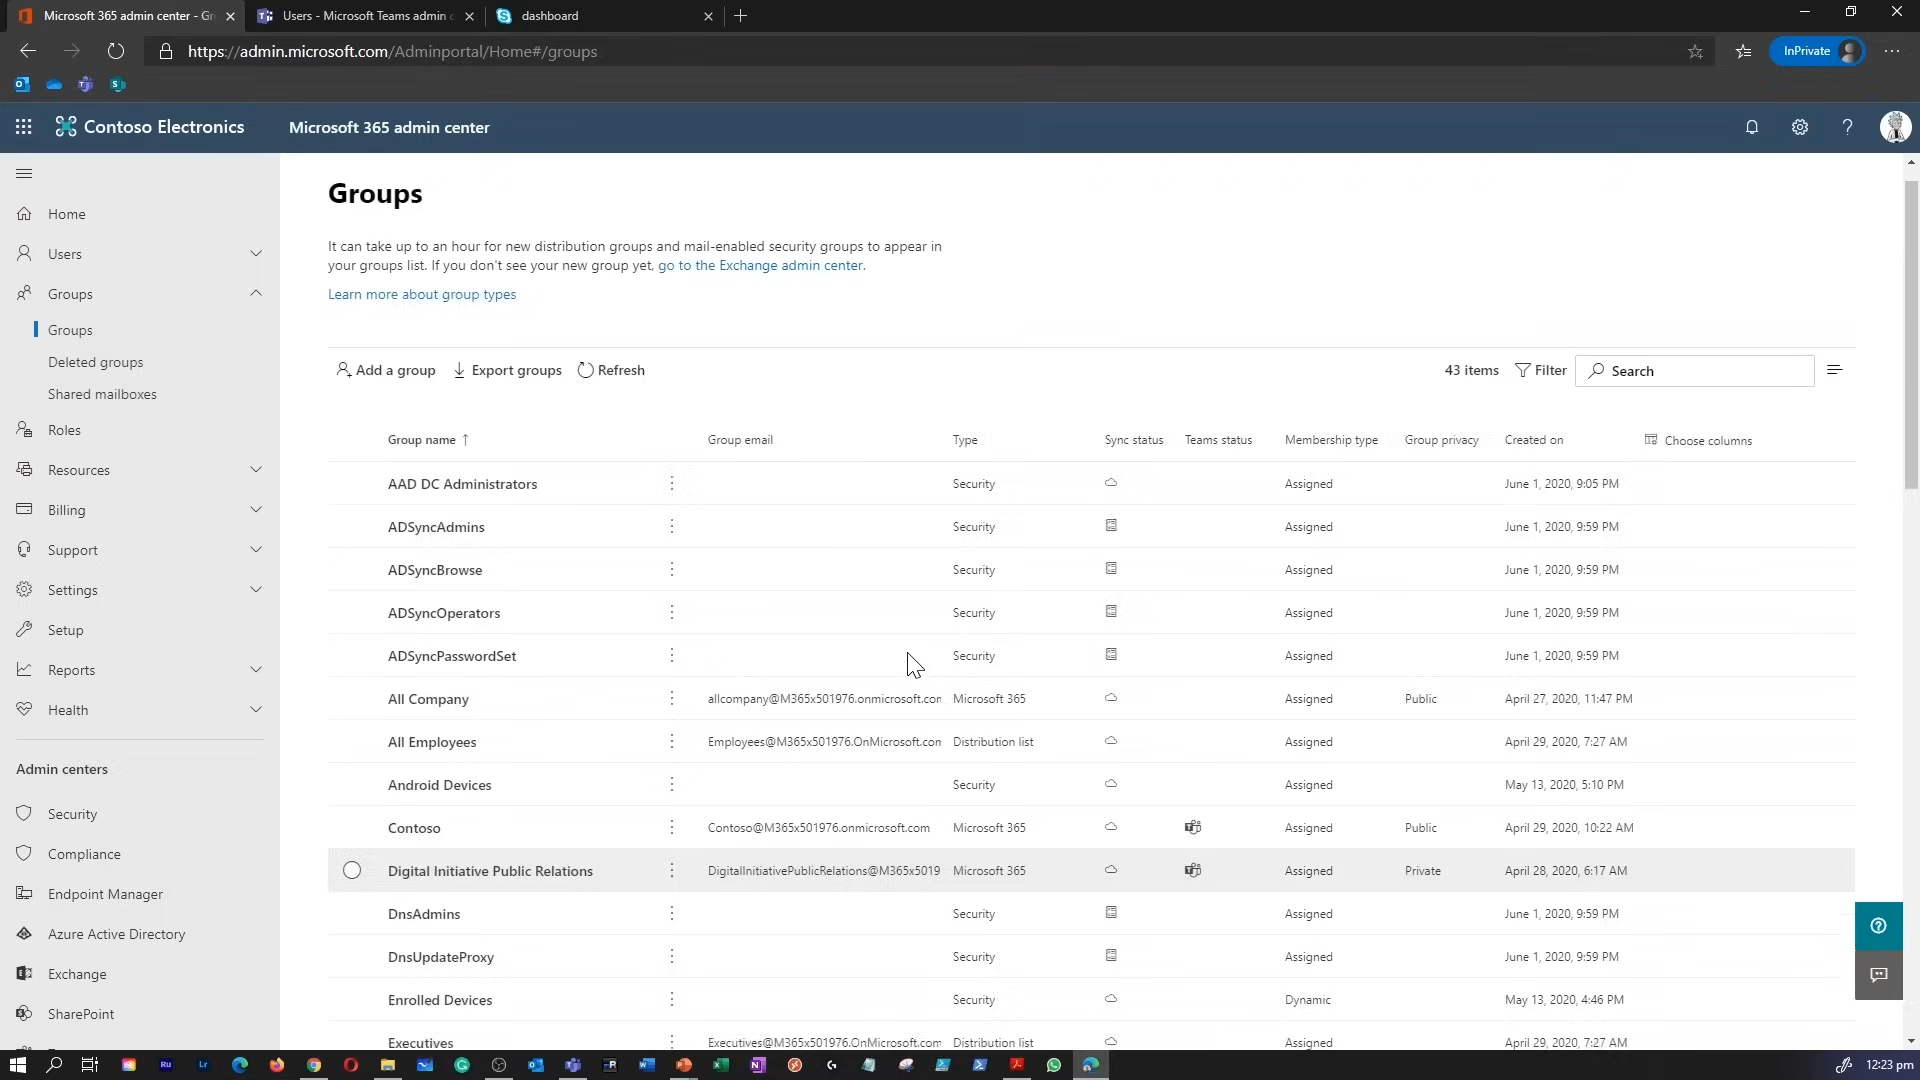 Microsoft 365 admin center - Gr
Users - Microsoft Teams admin c
dashboard
https://admin.microsoft.com/Adminportal/Home#/groups
InPrivate
Contoso Electronics
Microsoft 365 admin center
Home
Users
Groups
Groups
Deleted groups
Shared mailboxes
Roles
Resources
Billing
Support
Settings
Setup
Reports
Health
Admin centers
Security
Compliance
Endpoint Manager
Azure Active Directory
Exchange
SharePoint
Groups
It can take up to an hour for new distribution groups and mail-enabled security groups to appear in
your groups list. If you don't see your new group yet, go to the Exchange admin center.
Learn more about group types
Add a group Export groups Refresh 43 items Filter Search
Group name ↑ Group email Type Sync status Teams status Membership type Group privacy Created on Choose columns
AAD DC Administrators Security Assigned June 1, 2020, 9:05 PM
ADSyncAdmins Security Assigned June 1, 2020, 9:59 PM
ADSyncBrowse Security Assigned June 1, 2020, 9:59 PM
ADSyncOperators Security Assigned June 1, 2020, 9:59 PM
ADSyncPasswordSet Security Assigned June 1, 2020, 9:59 PM
All Company allcompany@M365x501976.onmicrosoft.com Microsoft 365 Assigned Public April 27, 2020, 11:47 PM
All Employees Employees@M365x501976.OnMicrosoft.com Distribution list Assigned April 29, 2020, 7:27 AM
Android Devices Security Assigned May 13, 2020, 5:10 PM
Contoso Contoso@M365x501976.onmicrosoft.com Microsoft 365 Assigned Public April 29, 2020, 10:22 AM
Digital Initiative Public Relations DigitalInitiativePublicRelations@M365x5019 Microsoft 365 Assigned Private April 28, 2020, 6:17 AM
DnsAdmins Security Assigned June 1, 2020, 9:59 PM
DnsUpdateProxy Security Assigned June 1, 2020, 9:59 PM
Enrolled Devices Security Dynamic May 13, 2020, 4:46 PM
Executives Executives@M365x501976.OnMicrosoft.com Distribution list Assigned April 29, 2020, 7:27 AM
12:23 pm